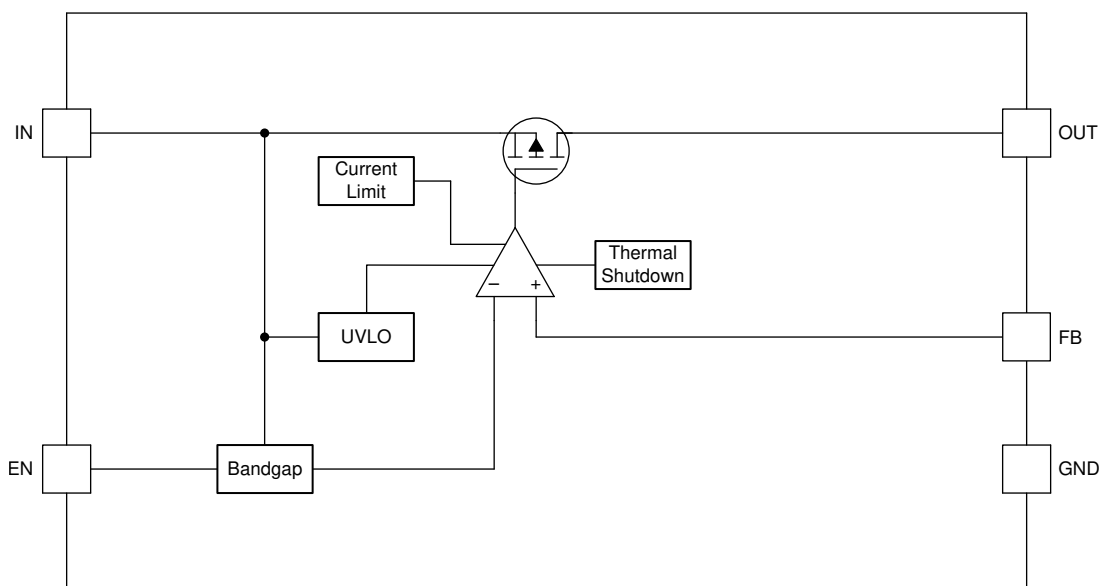 IN
OUT
Current
Limit
Thermal
Shutdown
− +
UVLO
FB
EN
Bandgap
GND